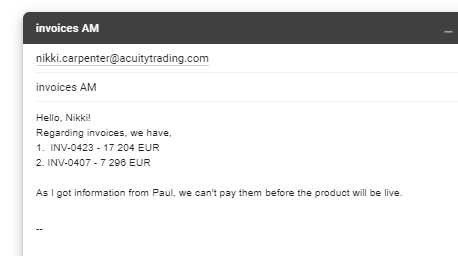 invoices AM
nikki.carpenter@acuitytrading.com
invoices AM
Hello, Nikki!
Regarding invoices, we have,
1.  INV-0423 - 17 204 EUR
2. INV-0407 - 7 296 EUR
As I got information from Paul, we can't pay them before the product will be live.
--